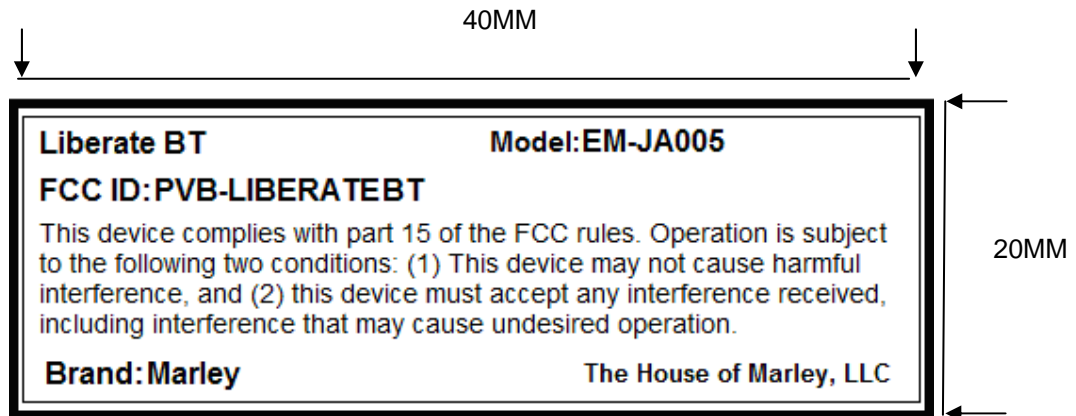 40MM
Liberate BT Model:EM-JA005
FCC ID:PVB-LIBERATEBT
This device complies with part 15 of the FCC rules. Operation is subject
to the following two conditions: (1) This device may not cause harmful
interference, and (2) this device must accept any interference received,
including interference that may cause undesired operation.
20MM
Brand:Marley The House of Marley, LLC